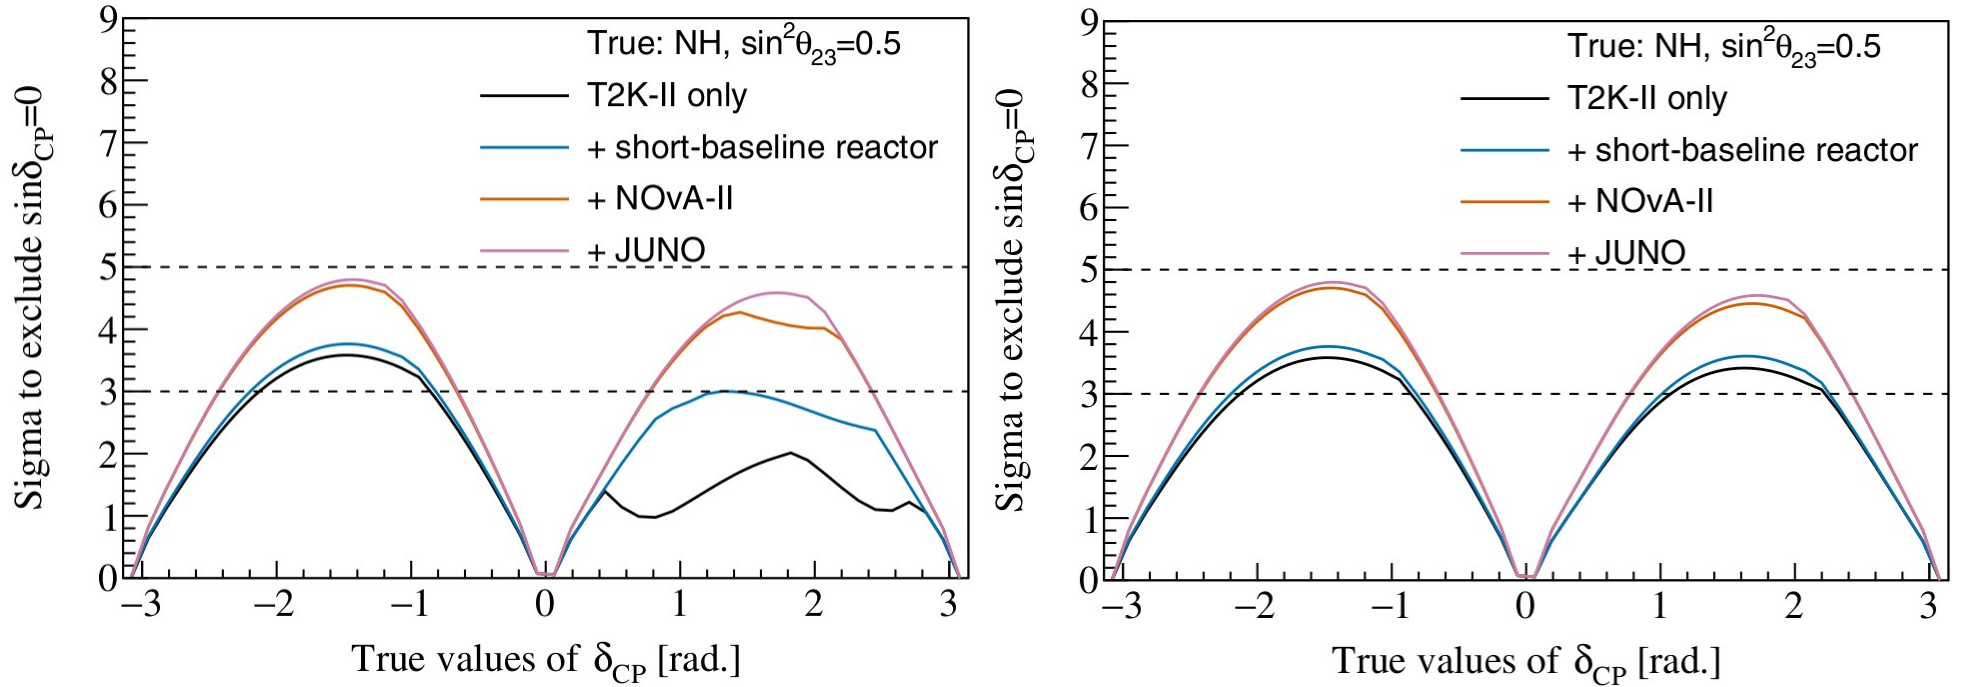 9
8
7
6
5
4
3
2
1
0
Sigma to exclude sinδCP=0
True: NH, sin²θ₂₃=0.5
T2K-II only
+ short-baseline reactor
+ NOvA-II
+ JUNO
−3 −2 −1 0 1 2 3
True values of δCP [rad.]
9
8
7
6
5
4
3
2
1
0
Sigma to exclude sinδCP=0
True: NH, sin²θ₂₃=0.5
T2K-II only
+ short-baseline reactor
+ NOvA-II
+ JUNO
−3 −2 −1 0 1 2 3
True values of δCP [rad.]